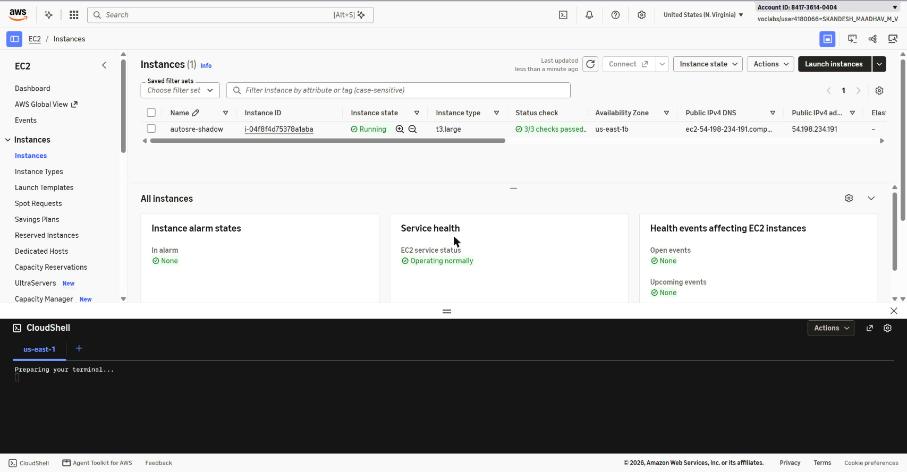 aws
Search
[Alt+S]
United States (N. Virginia)
Account ID: 8417-3614-0404
voclabs/user4180066=SKANDESH_MAADHAV_M_V
EC2 / Instances
EC2
Dashboard
AWS Global View
Events
Instances
Instances
Instance Types
Launch Templates
Spot Requests
Savings Plans
Reserved Instances
Dedicated Hosts
Capacity Reservations
UltraServers New
Capacity Manager New
Instances (1) Info
Last updated
less than a minute ago
Connect
Instance state
Actions
Launch instances
Saved filter sets
Choose filter set
Find Instance by attribute or tag (case-sensitive)
1
Name Instance ID Instance state Instance type Status check Availability Zone Public IPv4 DNS Public IPv4 ad... Elast
autosre-shadow Running t3.large 3/3 checks passed. us-east-1b ec2-54-198-234-191.comp... 54.198.234.191 –
All instances
Instance alarm states
In alarm
None
Service health
EC2 service status
Operating normally
Health events affecting EC2 instances
Open events
None
Upcoming events
None
CloudShell
Actions
us-east-1 +
Preparing your terminal...
CloudShell
Agent Toolkit for AWS
Feedback
© 2026, Amazon Web Services, Inc. or its affiliates.
Privacy
Terms
Cookie preferences